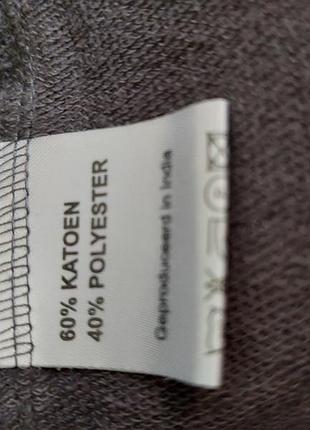 60% KATOEN
40% POLYESTER
Geproduceerd in India